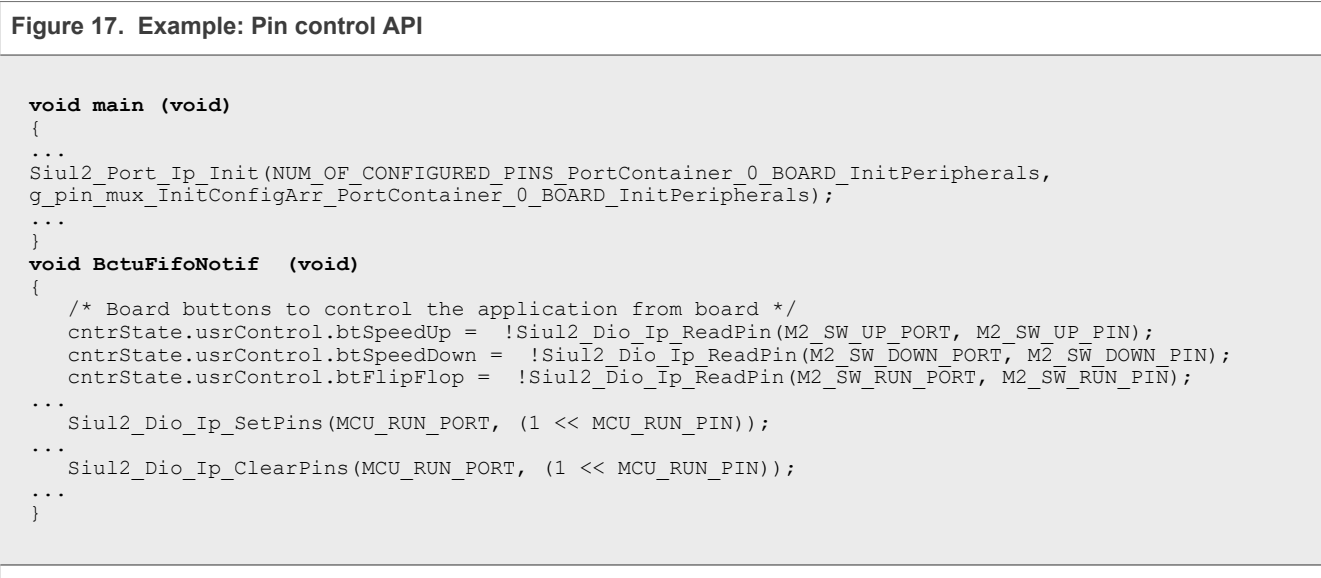 Figure 17. Example: Pin control API
void main (void)
{
...
Siul2_Port_Ip_Init(NUM_OF_CONFIGURED_PINS_PortContainer_0_BOARD_InitPeripherals,
g_pin_mux_InitConfigArr_PortContainer_0_BOARD_InitPeripherals);
...
}
void BctuFifoNotif  (void)
{
   /* Board buttons to control the application from board */
   cntrState.usrControl.btSpeedUp =  !Siul2_Dio_Ip_ReadPin(M2_SW_UP_PORT, M2_SW_UP_PIN);
   cntrState.usrControl.btSpeedDown =  !Siul2_Dio_Ip_ReadPin(M2_SW_DOWN_PORT, M2_SW_DOWN_PIN);
   cntrState.usrControl.btFlipFlop =  !Siul2_Dio_Ip_ReadPin(M2_SW_RUN_PORT, M2_SW_RUN_PIN);
...
   Siul2_Dio_Ip_SetPins(MCU_RUN_PORT, (1 << MCU_RUN_PIN));
...
   Siul2_Dio_Ip_ClearPins(MCU_RUN_PORT, (1 << MCU_RUN_PIN));
...
}